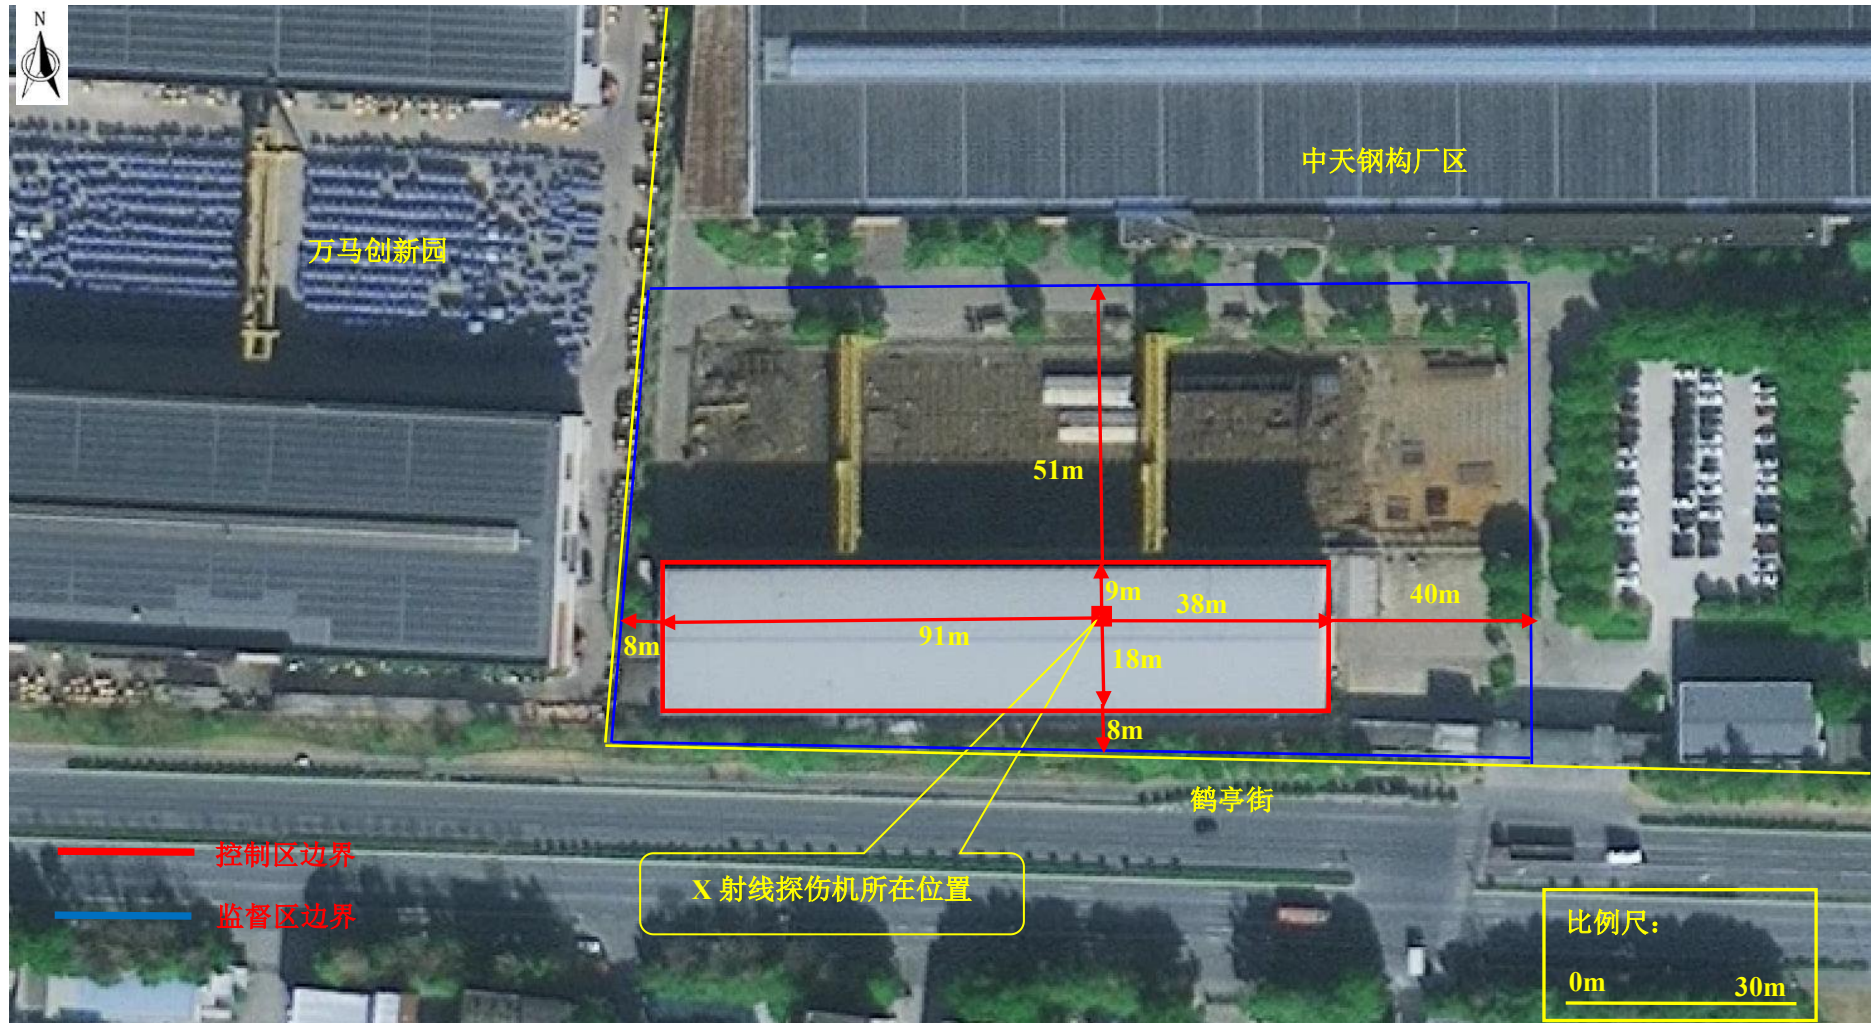 N
中天钢构厂区
万马创新园
51m
9m
38m
40m
8m
91m
18m
8m
鹤亭街
控制区边界
X 射线探伤机所在位置
监督区边界
比例尺：
0m
30m